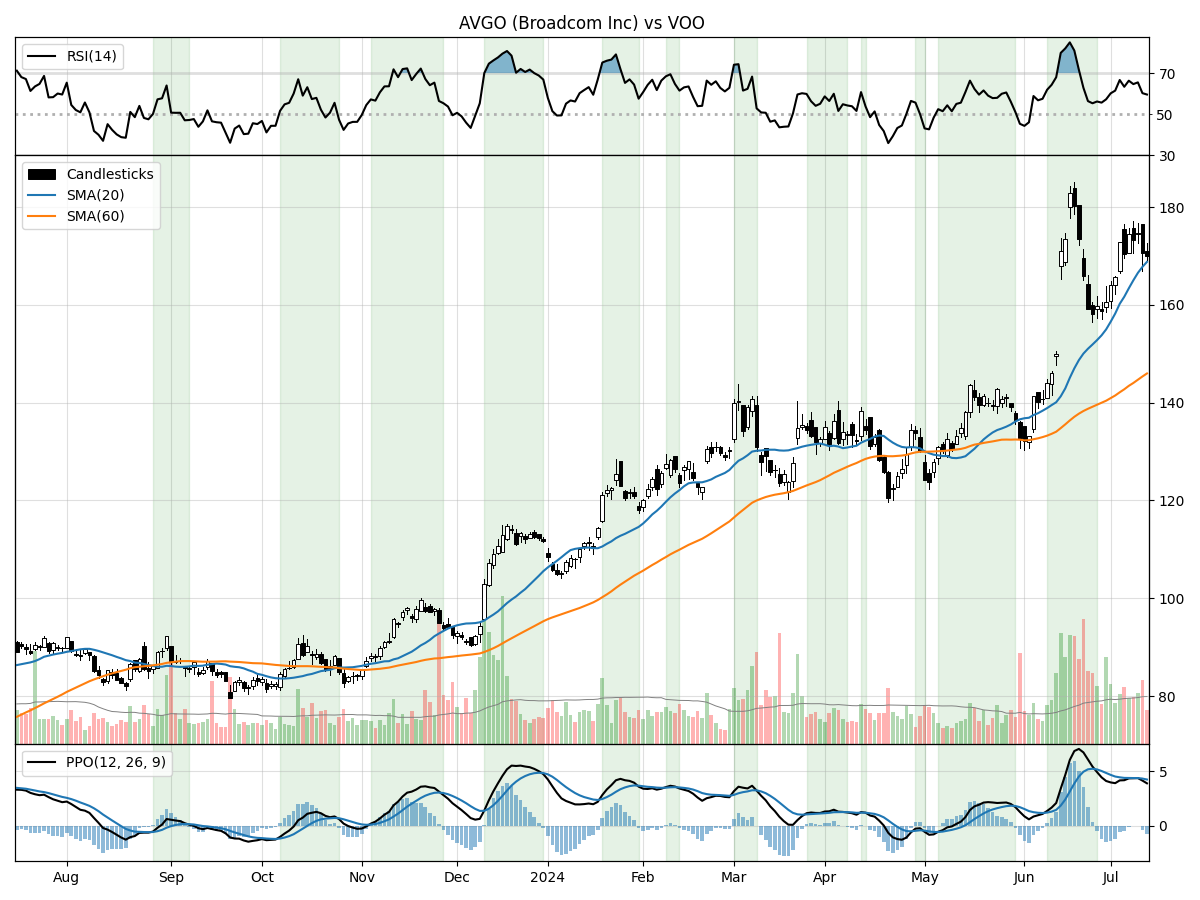 AVGO (Broadcom Inc) vs VOO
RSI(14)
70
50
30
Candlesticks
SMA(20)
SMA(60)
180
160
140
120
100
80
PPO(12, 26, 9)
5
0
Aug Sep Oct Nov Dec 2024 Feb Mar Apr May Jun Jul